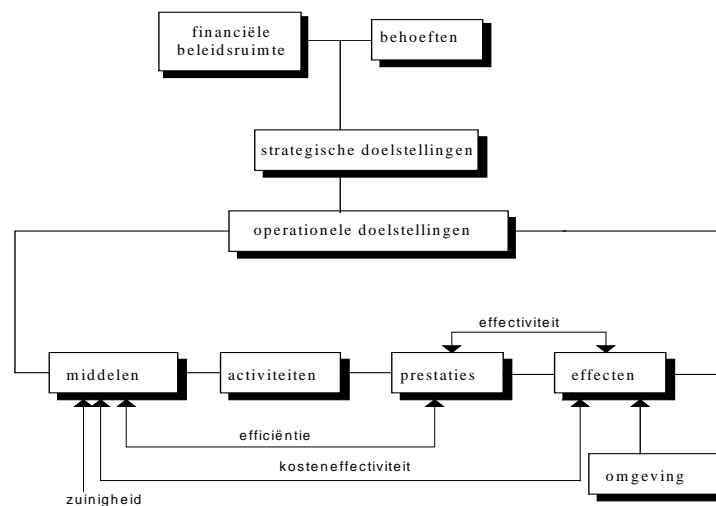 financiële
beleidsruimte
behoeften
strategische doelstellingen
operationele doelstellingen
effectiviteit
middelen
activiteiten
prestaties
effecten
efficiëntie
kosteneffectiviteit
omgeving
zuinigheid